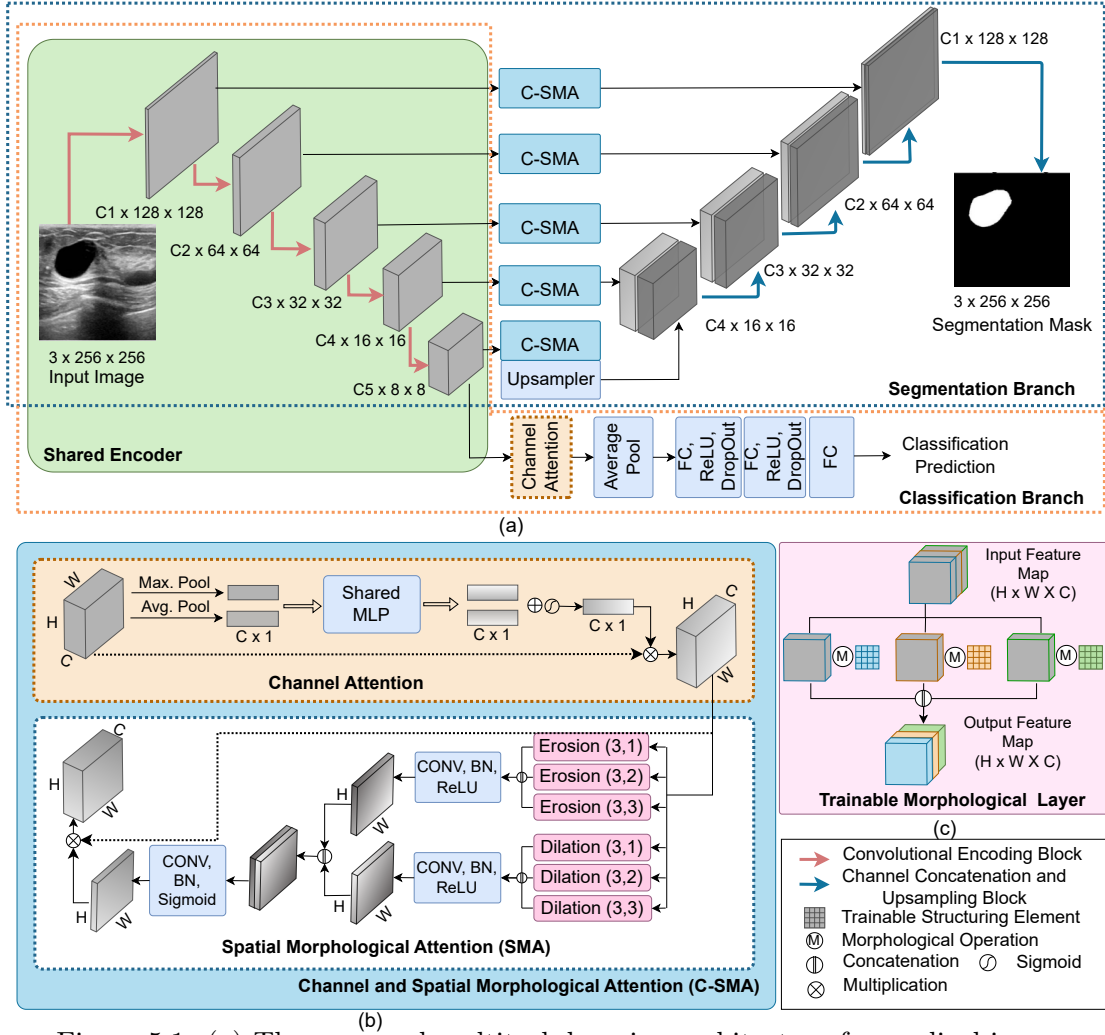 C1 x 128 x 128
C-SMA
C-SMA
C-SMA
C-SMA
C-SMA
Upsampler
C1 x 128 x 128
C2 x 64 x 64
C3 x 32 x 32
C4 x 16 x 16
C5 x 8 x 8
3 x 256 x 256
Input Image
C2 x 64 x 64
C3 x 32 x 32
C4 x 16 x 16
3 x 256 x 256
Segmentation Mask
Segmentation Branch
Shared Encoder
Channel
Attention
Average
Pool
FC,
ReLU,
DropOut
FC,
ReLU,
DropOut
FC
Classification
Prediction
Classification Branch
(a)
W
H
C
Max. Pool
Avg. Pool
C x 1
Shared
MLP
C x 1
C x 1
H
C
W
Channel Attention
C
H
W
CONV, BN,
ReLU
Erosion (3,1)
Erosion (3,2)
Erosion (3,3)
H
W
CONV,
BN,
Sigmoid
H
W
H
W
CONV, BN,
ReLU
Dilation (3,1)
Dilation (3,2)
Dilation (3,3)
Spatial Morphological Attention (SMA)
Channel and Spatial Morphological Attention (C-SMA)
(b)
Input Feature
Map
(H x W X C)
M
M
M
Output Feature
Map
(H x W X C)
Trainable Morphological Layer
(c)
Convolutional Encoding Block
Channel Concatenation and
Upsampling Block
Trainable Structuring Element
M Morphological Operation
Concatenation
Sigmoid
Multiplication